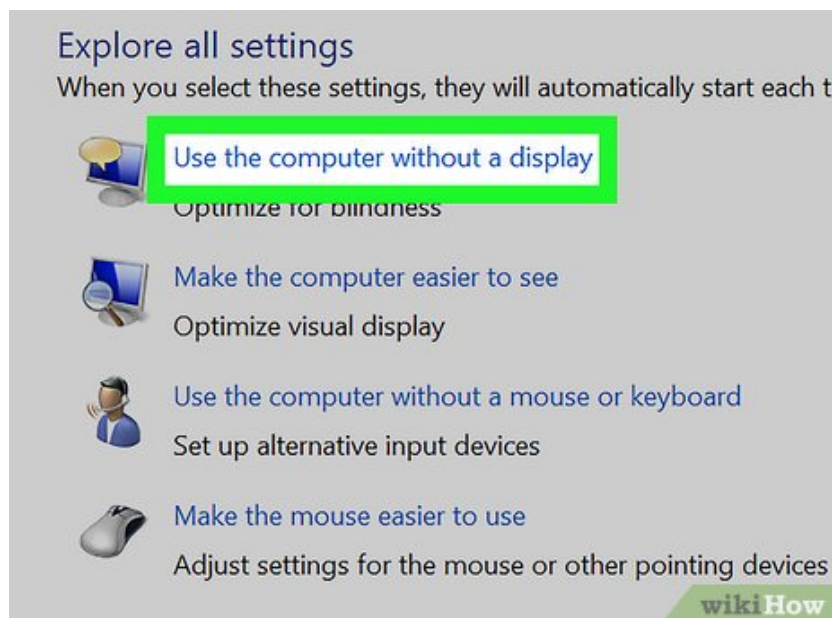 Explore all settings
When you select these settings, they will automatically start each t
Use the computer without a display
Optimize for blindness
Make the computer easier to see
Optimize visual display
Use the computer without a mouse or keyboard
Set up alternative input devices
Make the mouse easier to use
Adjust settings for the mouse or other pointing devices
wikiHow